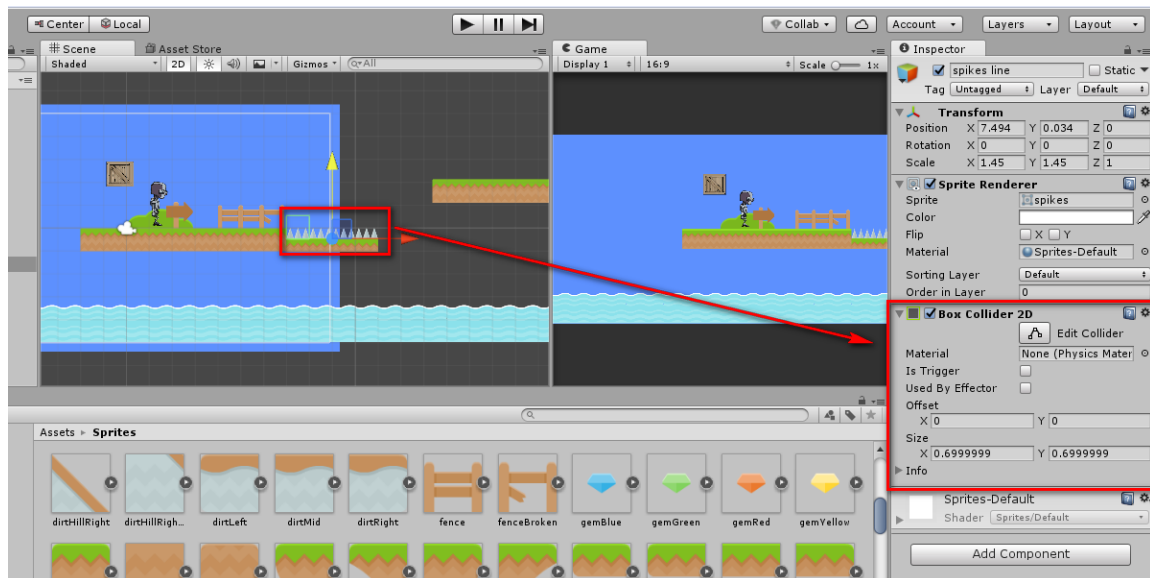 Center Local
Collab Account Layers Layout
Scene Asset Store
Shaded 2D Gizmos All
Game
Display 1 16:9 Scale 1x
Inspector
spikes line Static
Tag Untagged Layer Default
Transform
Position X 7.494 Y 0.034 Z 0
Rotation X 0 Y 0 Z 0
Scale X 1.45 Y 1.45 Z 1
Sprite Renderer
Sprite spikes
Color
Flip X Y
Material Sprites-Default
Sorting Layer Default
Order in Layer 0
Box Collider 2D
Edit Collider
Material None (Physics Mater
Is Trigger
Used By Effector
Offset
X 0 Y 0
Size
X 0.6999999 Y 0.6999999
Info
Sprites-Default
Shader Sprites/Default
Add Component
Assets Sprites
dirtHillRight dirtHillRigh... dirtLeft dirtMid dirtRight fence fenceBroken gemBlue gemGreen gemRed gemYellow